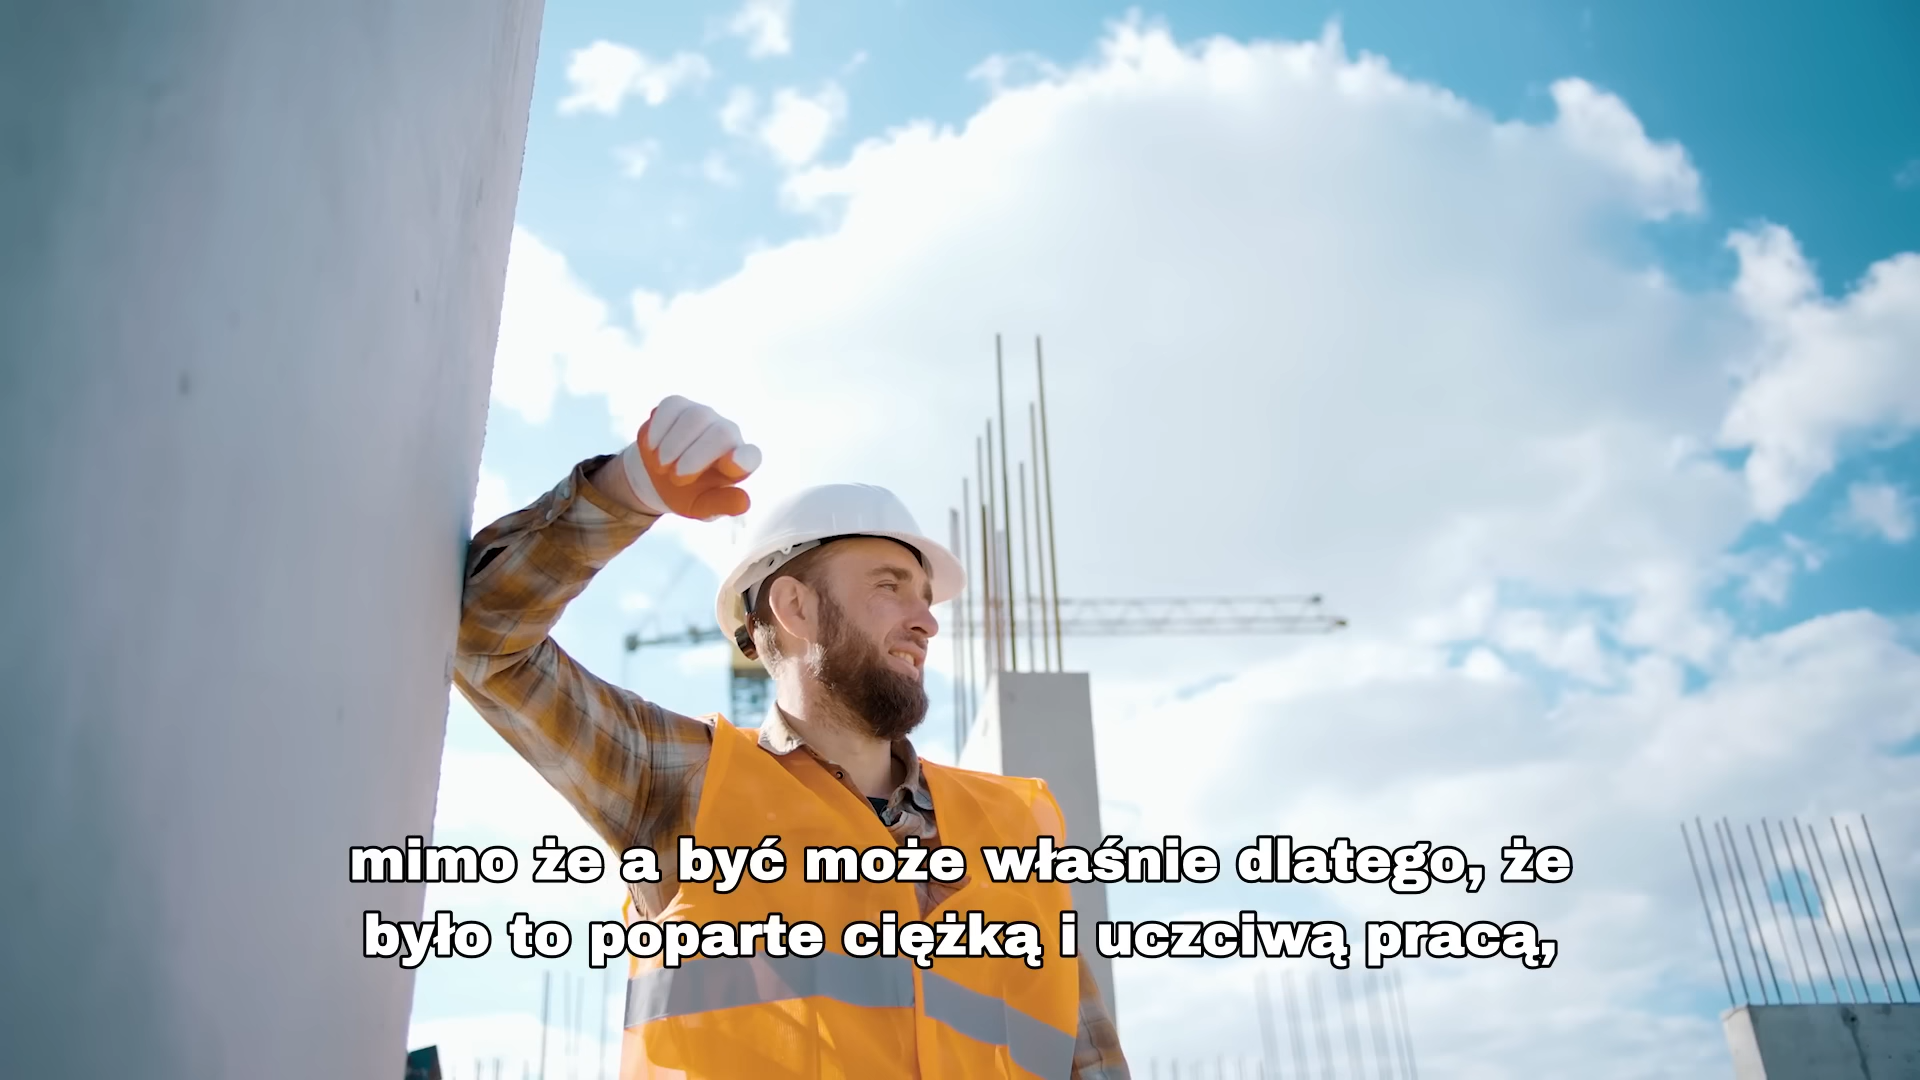 mimo że a być może właśnie dlatego, że
było to poparte ciężką i uczciwą pracą,